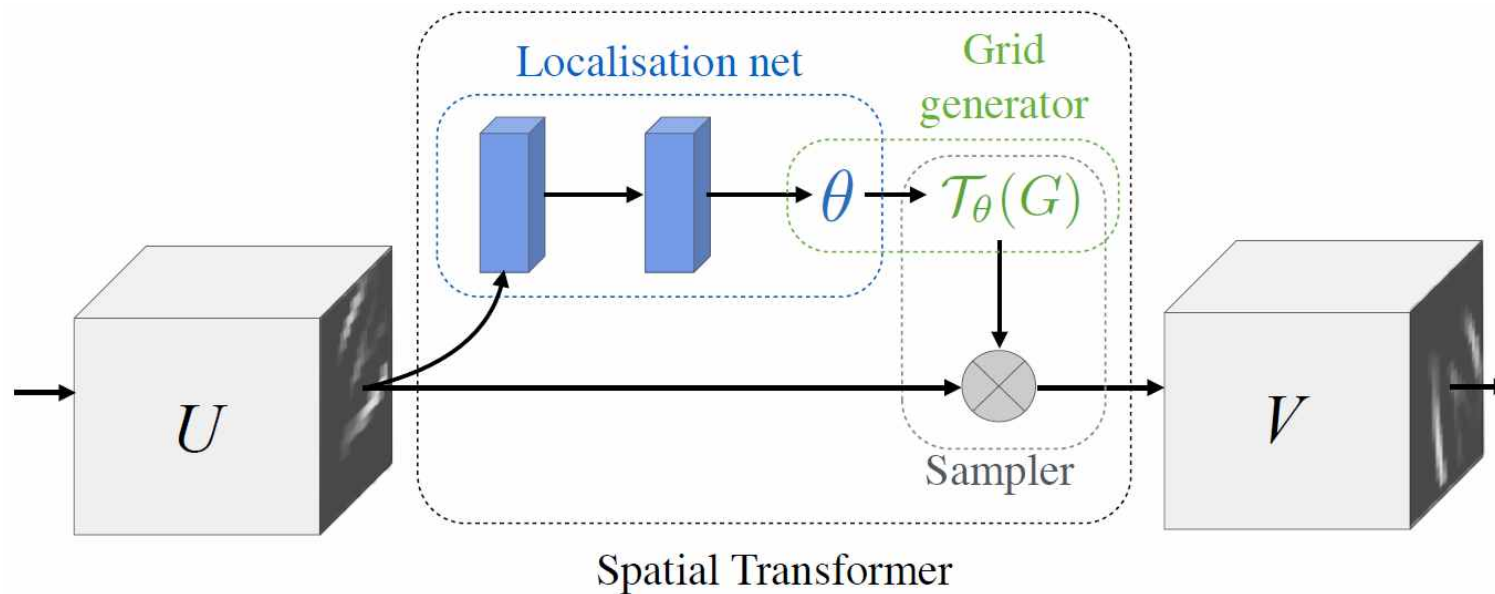 Localisation net
Grid
generator
θ
𝒯θ(G)
U
V
Sampler
Spatial Transformer